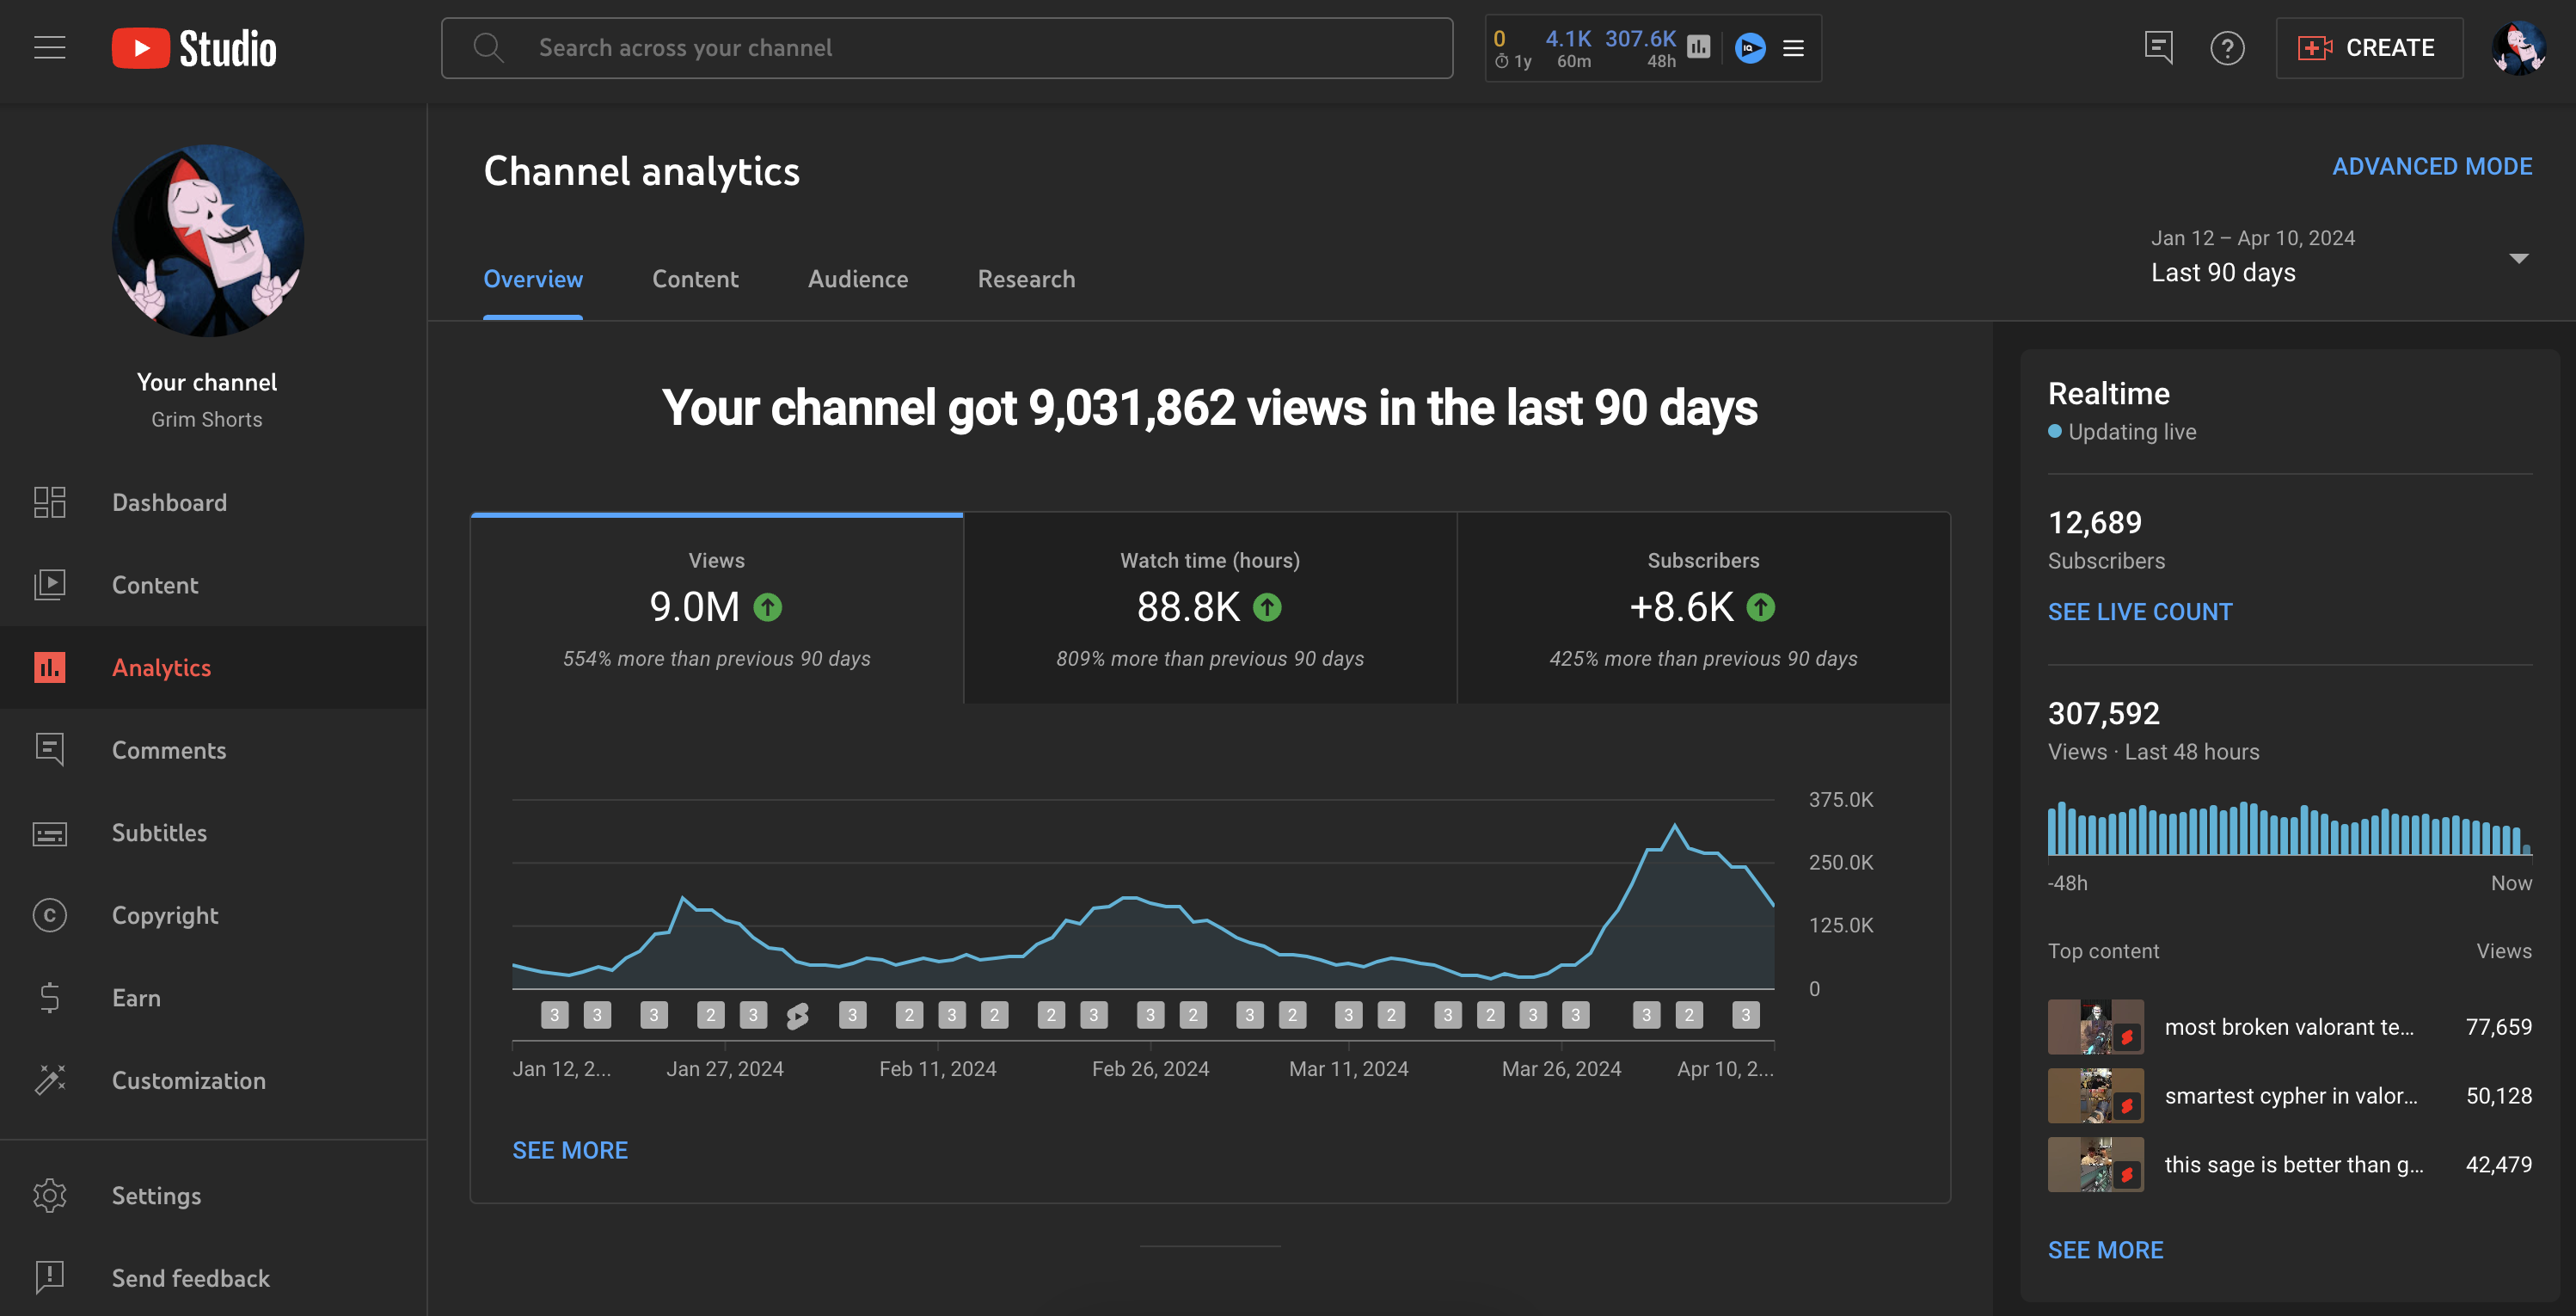 Studio
Search across your channel
0 4.1K 307.6K
1y 60m 48h
IQ
CREATE
Your channel
Grim Shorts
Dashboard
Content
Analytics
Comments
Subtitles
Copyright
Earn
Customization
Settings
Send feedback
Channel analytics
ADVANCED MODE
Overview Content Audience Research
Jan 12 – Apr 10, 2024
Last 90 days
Your channel got 9,031,862 views in the last 90 days
Views
9.0M
554% more than previous 90 days
Watch time (hours)
88.8K
809% more than previous 90 days
Subscribers
+8.6K
425% more than previous 90 days
375.0K
250.0K
125.0K
0
3 3 3 2 3 3 2 3 2 2 3 3 2 3 2 3 2 3 2 3 3 3 2 3
Jan 12, 2... Jan 27, 2024 Feb 11, 2024 Feb 26, 2024 Mar 11, 2024 Mar 26, 2024 Apr 10, 2...
SEE MORE
Realtime
Updating live
12,689
Subscribers
SEE LIVE COUNT
307,592
Views · Last 48 hours
-48h Now
Top content Views
most broken valorant te... 77,659
smartest cypher in valor... 50,128
this sage is better than g... 42,479
SEE MORE